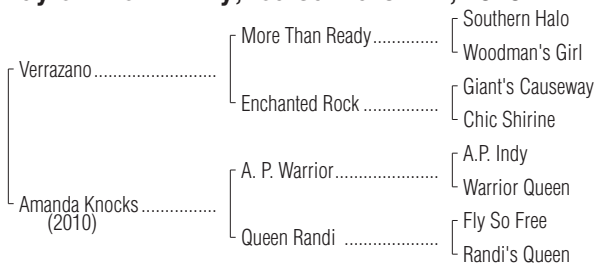 Southern Halo
More Than Ready
Woodman's Girl
Verrazano
Giant's Causeway
Enchanted Rock
Chic Shirine
A.P. Indy
A. P. Warrior
Warrior Queen
Amanda Knocks
(2010)
Fly So Free
Queen Randi
Randi's Queen